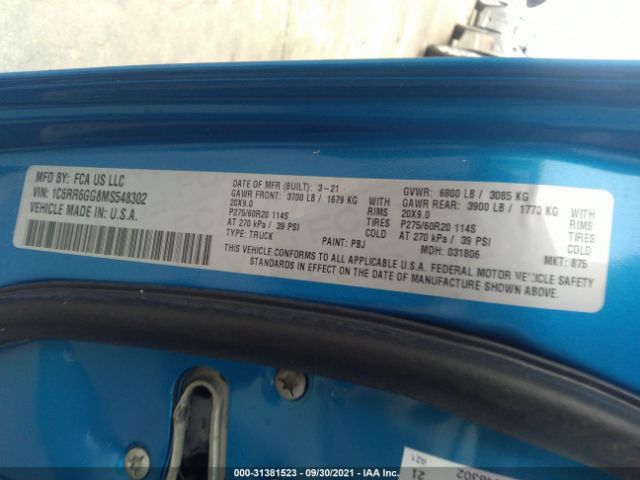 MFD BY: FCA US LLC
VIN: 1C6RR6GG8MS548302
VEHICLE MADE IN U.S.A.
DATE OF MFR (BUILT): 3-21
GAWR FRONT: 3700 LB / 1679 KG WITH
20X9.0 RIMS
P275/60R20 114S TIRES
AT 270 kPa / 39 PSI COLD
TYPE: TRUCK PAINT: PBJ
GVWR: 6800 LB / 3085 KG
GAWR REAR: 3900 LB / 1770 KG WITH
20X9.0 RIMS
P275/60R20 114S TIRES
AT 270 kPa / 39 PSI COLD
MDH: 031806 MKT: 875
THIS VEHICLE CONFORMS TO ALL APPLICABLE U.S.A. FEDERAL MOTOR VEHICLE SAFETY
STANDARDS IN EFFECT ON THE DATE OF MANUFACTURE SHOWN ABOVE.
21
000-31381523 - 09/30/2021 - IAA Inc.